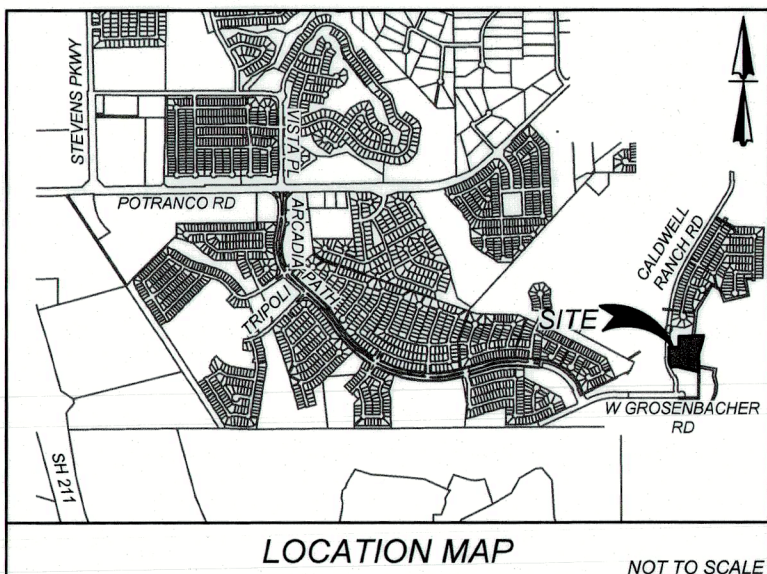 STEVENS PKWY
VISTA PL
POTRANCO RD
ARCADIA PATH
TRIPOLI
CALDWELL
RANCH RD
SITE
W GROSENBACHER
RD
SH 211
LOCATION MAP
NOT TO SCALE